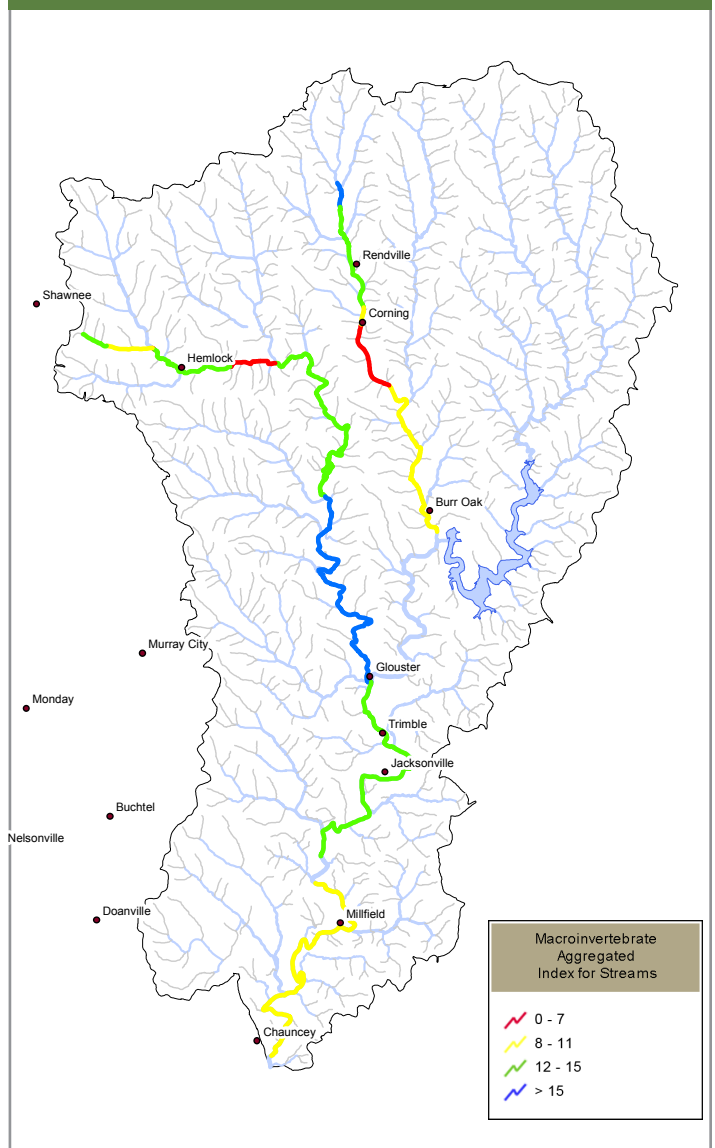 Rendville
Shawnee
Corning
Hemlock
Burr Oak
Murray City
Glouster
Monday
Trimble
Jacksonville
Buchtel
Nelsonville
Doanville
Millfield
Chauncey
Macroinvertebrate
Aggregated
Index for Streams
0 - 7
8 - 11
12 - 15
> 15